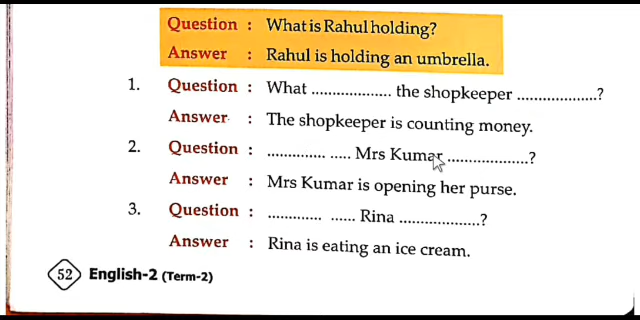 Question : What is Rahul holding?
Answer : Rahul is holding an umbrella.
1. Question : What .................. the shopkeeper ..................?
Answer : The shopkeeper is counting money.
2. Question : ............. ..... Mrs Kumar ..................?
Answer : Mrs Kumar is opening her purse.
3. Question : ............ ...... Rina ..................?
Answer : Rina is eating an ice cream.
52 English-2 (Term-2)